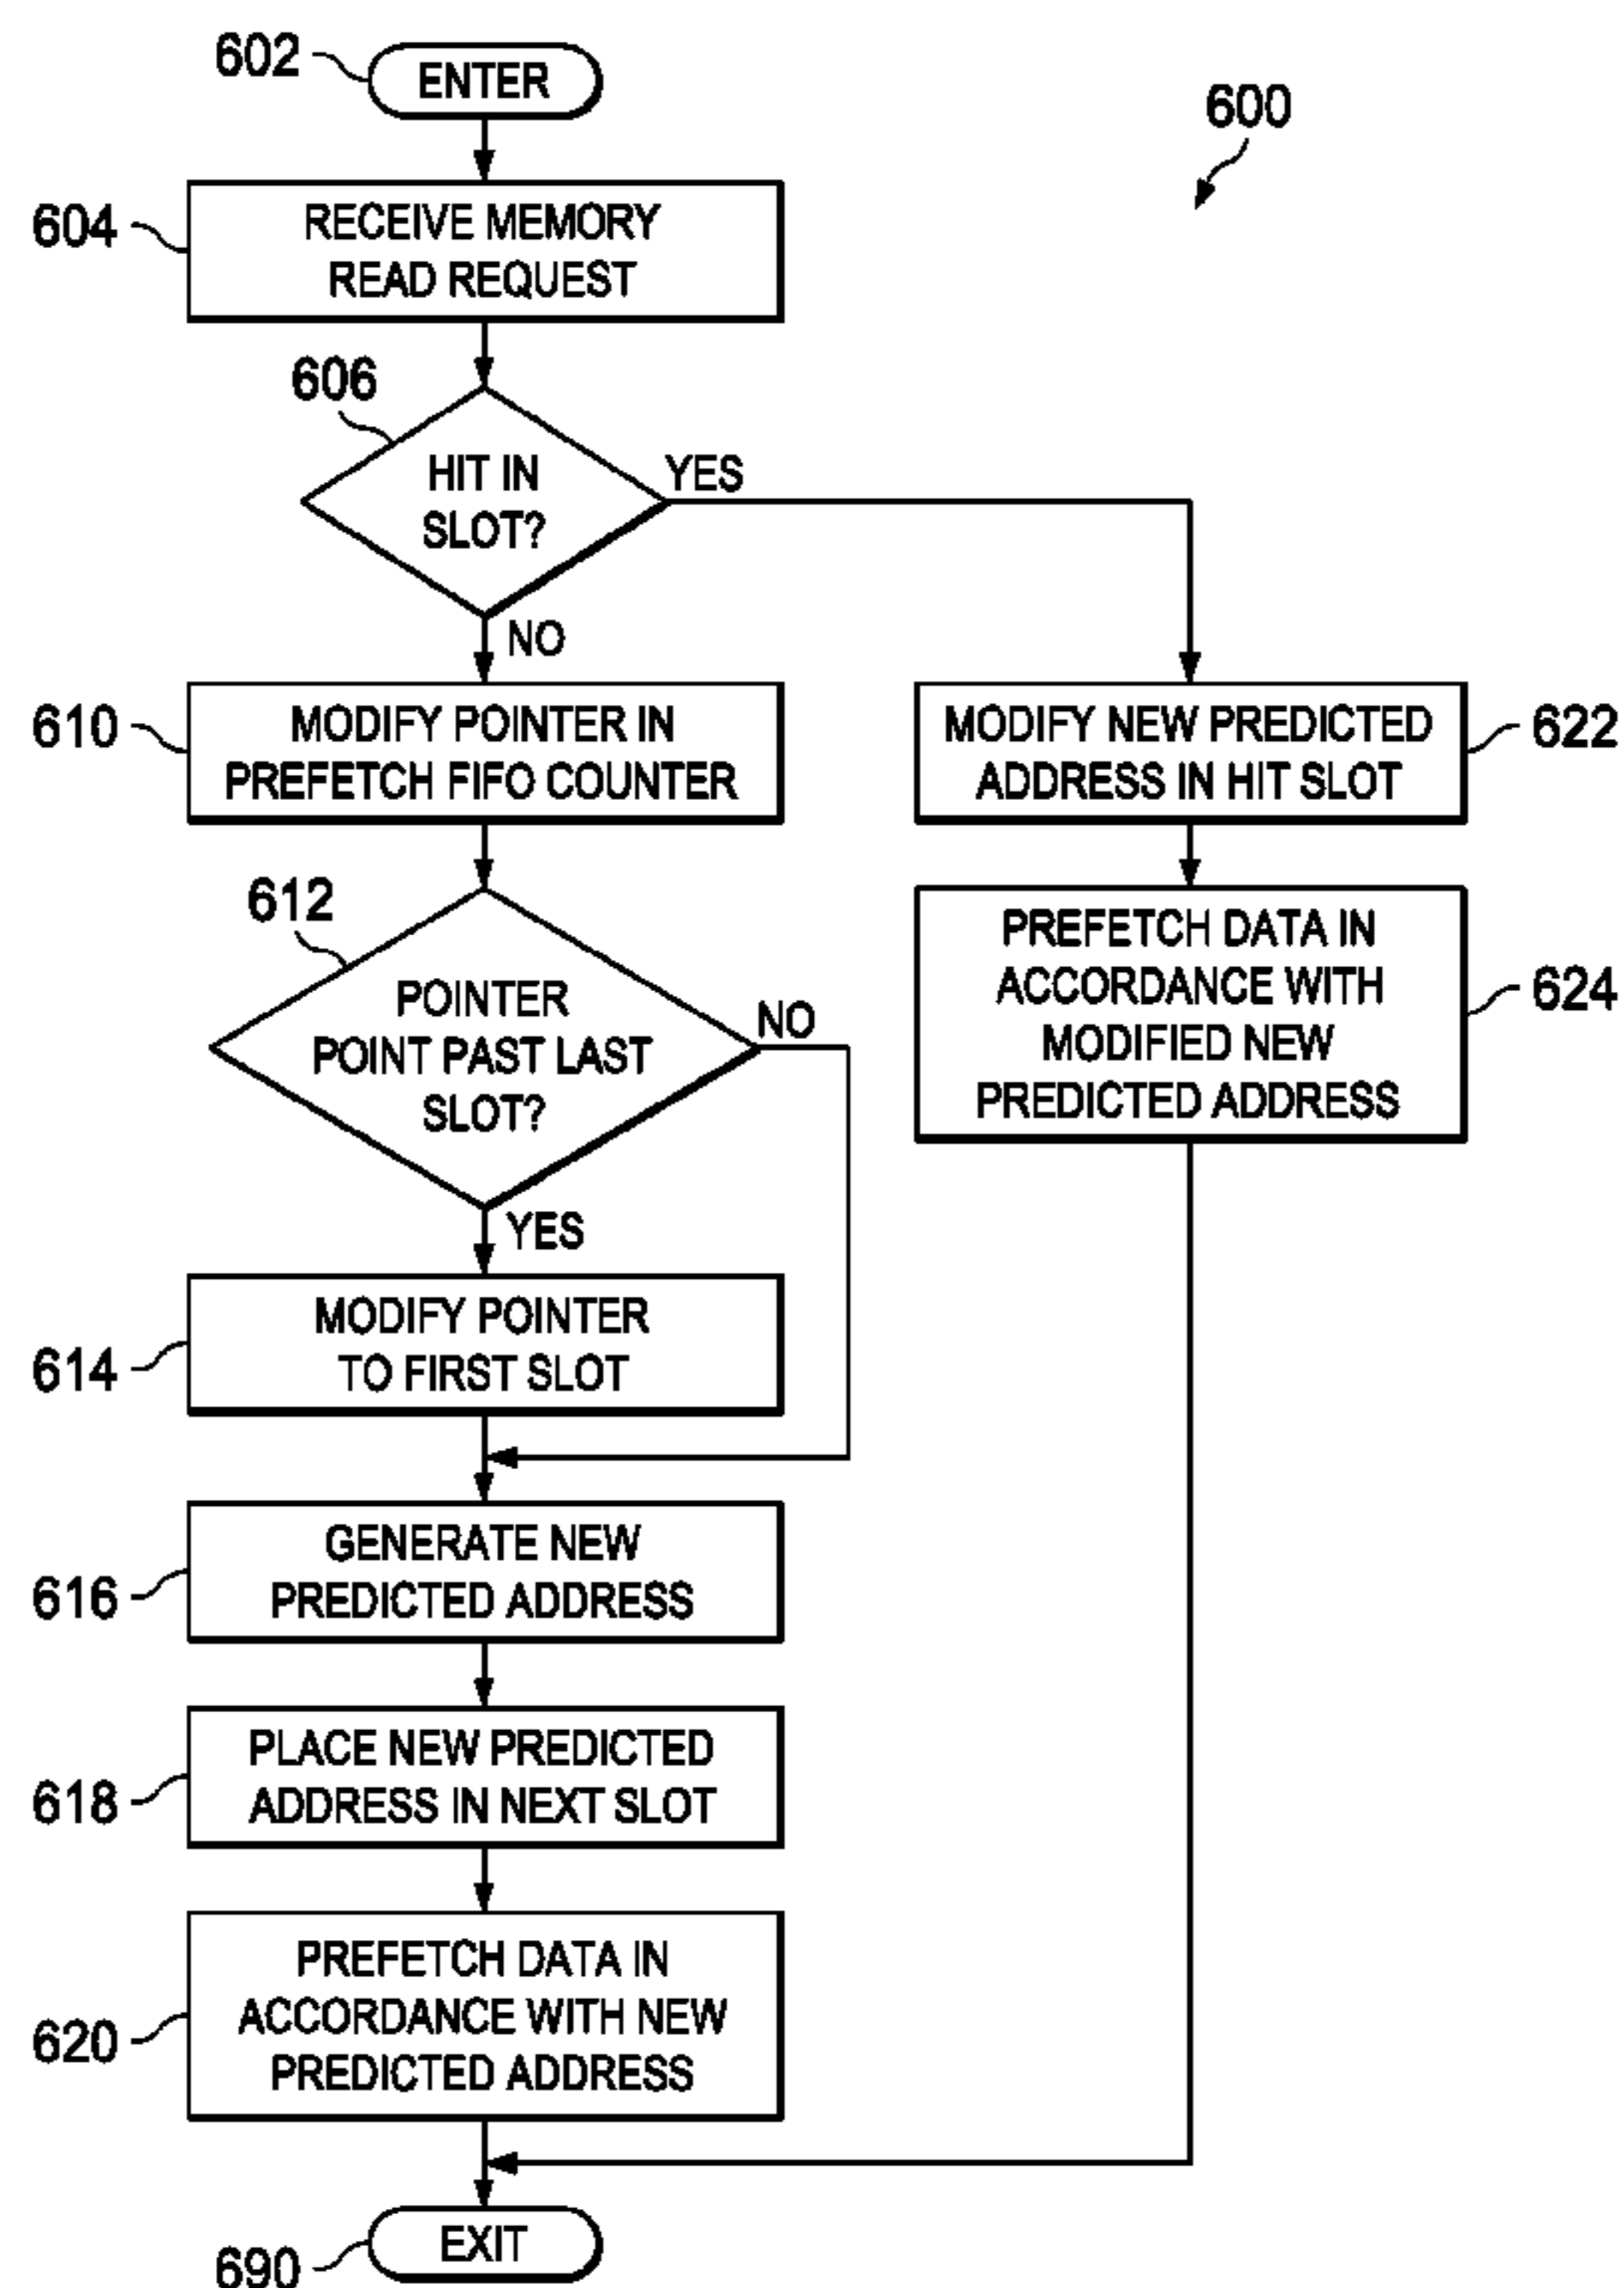 602
ENTER
600
604
RECEIVE MEMORY
READ REQUEST
606
HIT IN
SLOT?
YES
NO
610
MODIFY POINTER IN
PREFETCH FIFO COUNTER
MODIFY NEW PREDICTED
ADDRESS IN HIT SLOT
622
612
POINTER
POINT PAST LAST
SLOT?
NO
YES
PREFETCH DATA IN
ACCORDANCE WITH
MODIFIED NEW
PREDICTED ADDRESS
624
614
MODIFY POINTER
TO FIRST SLOT
616
GENERATE NEW
PREDICTED ADDRESS
618
PLACE NEW PREDICTED
ADDRESS IN NEXT SLOT
620
PREFETCH DATA IN
ACCORDANCE WITH NEW
PREDICTED ADDRESS
690
EXIT